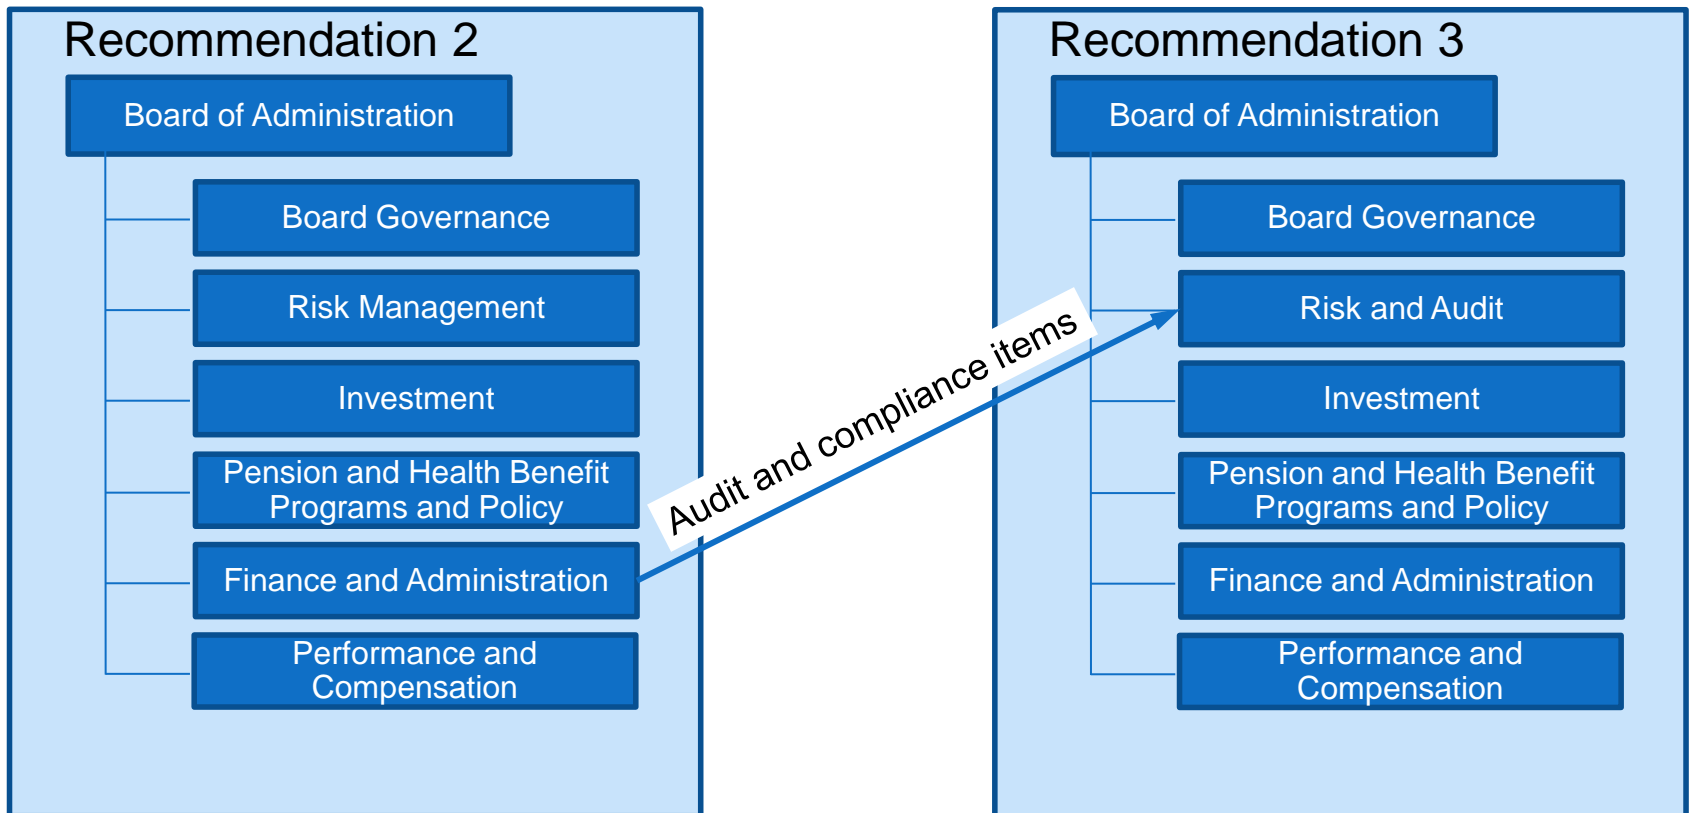 Recommendation 2
Board of Administration
Board Governance
Risk Management
Investment
Pension and Health Benefit
Programs and Policy
Finance and Administration
Performance and
Compensation
Audit and compliance items
Recommendation 3
Board of Administration
Board Governance
Risk and Audit
Investment
Pension and Health Benefit
Programs and Policy
Finance and Administration
Performance and
Compensation